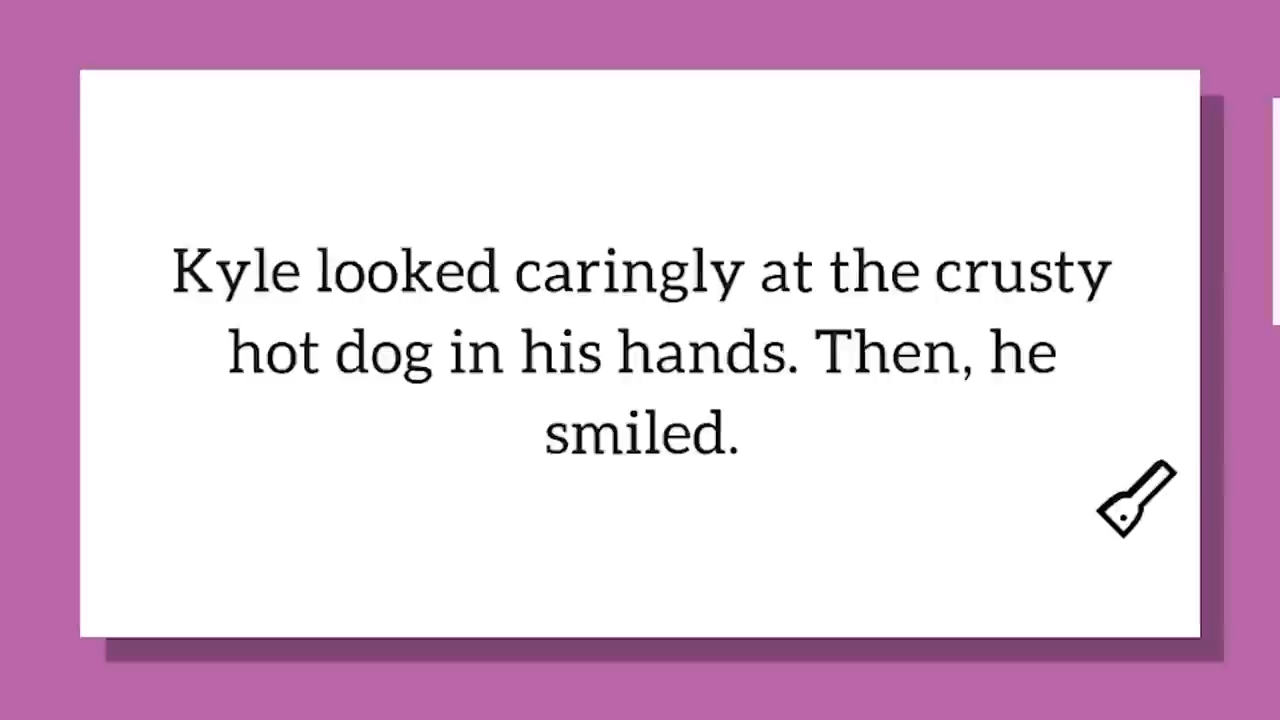 Kyle looked caringly at the crusty
hot dog in his hands. Then, he
smiled.